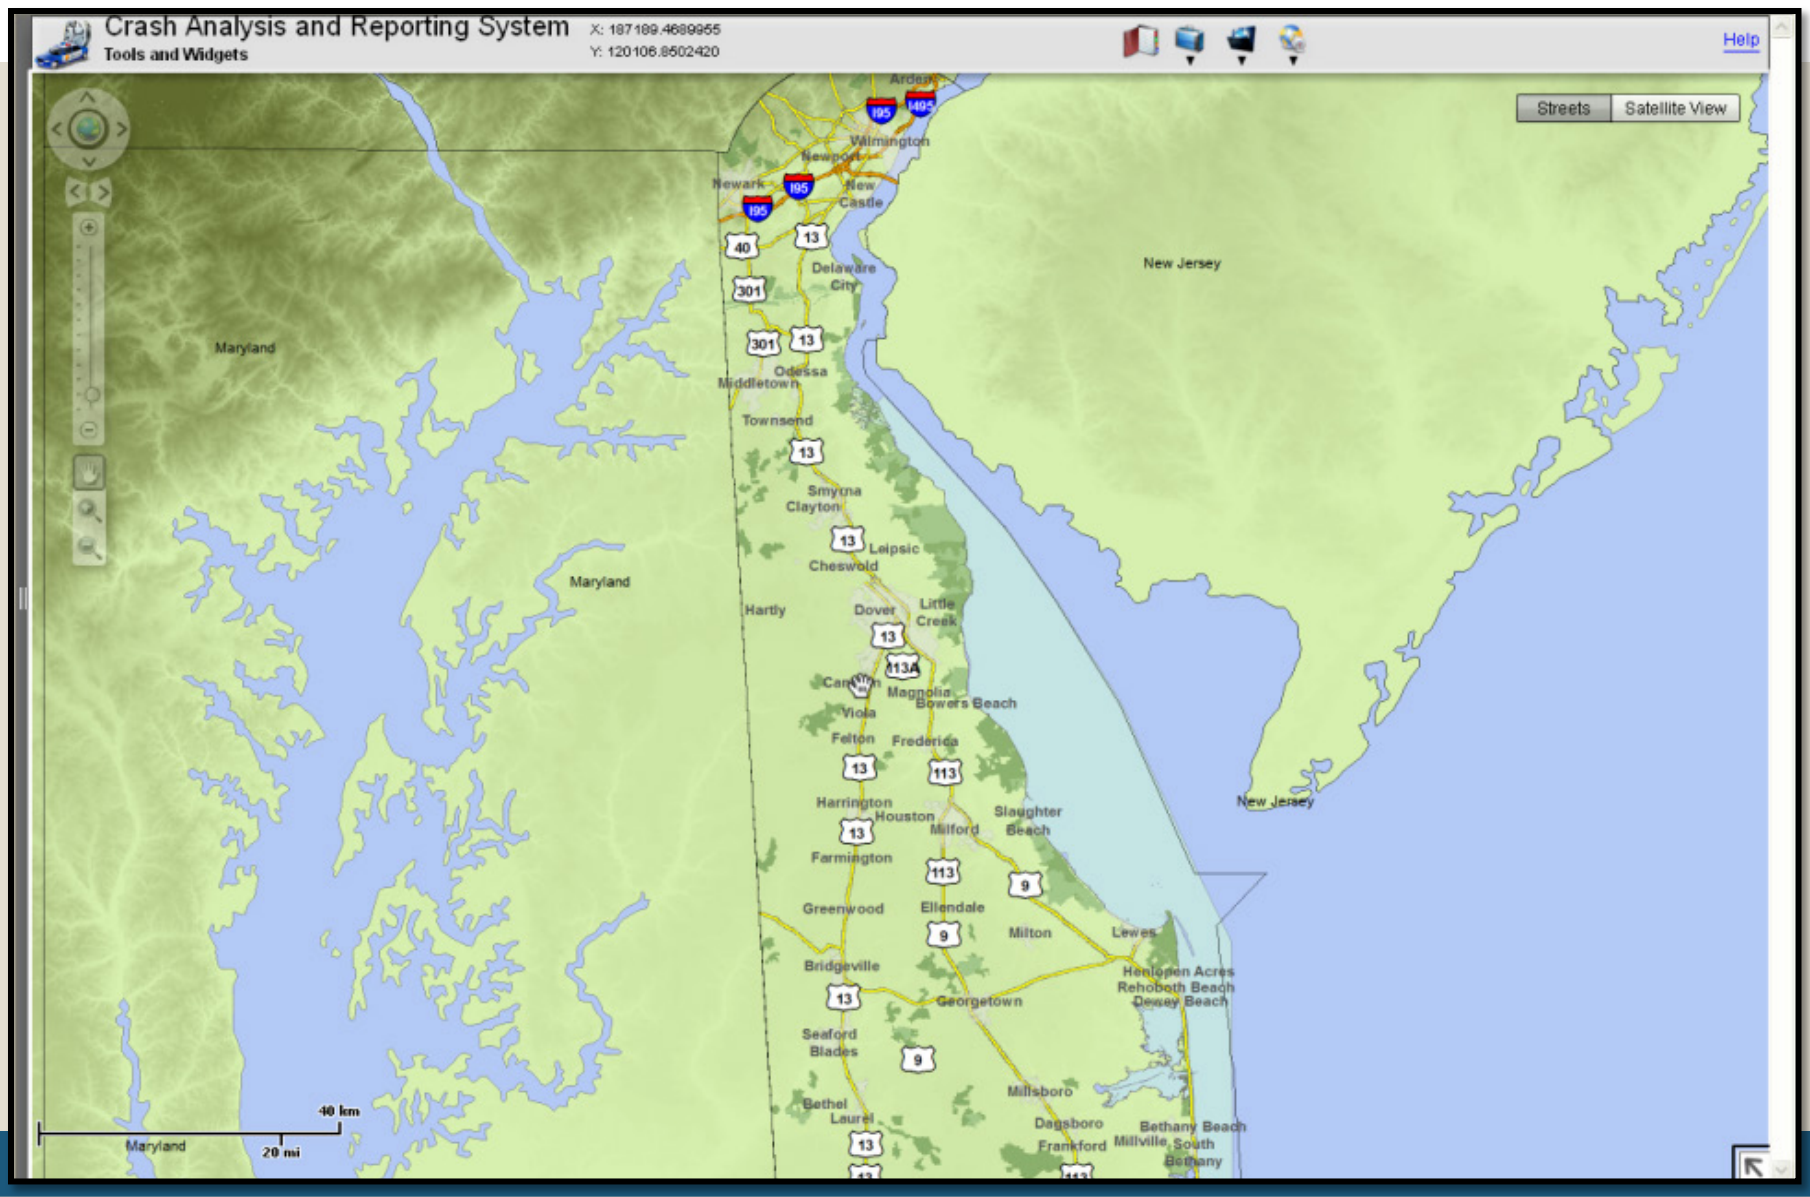 Crash Analysis and Reporting System
Tools and Widgets
X: 187189.4689955
Y: 120106.8502420
Help
Streets
Satellite View
Arden
I95
I495
Wilmington
Newport
Newark
I95
New
Castle
I95
40
13
Delaware
City
New Jersey
301
301
13
Maryland
Odessa
Middletown
Townsend
13
Smyrna
Clayton
13
Leipsic
Cheswold
Maryland
Hartly
Dover
Little
Creek
13
113A
Magnolia
Bowers Beach
Viola
Felton
Frederica
13
113
New Jersey
Harrington
Houston
Slaughter
Beach
13
Milford
Farmington
113
9
Greenwood
Ellendale
9
Milton
Lewes
Bridgeville
Henlopen Acres
Rehoboth Beach
Dewey Beach
13
Georgetown
Seaford
Blades
9
Millsboro
Bethel
Laurel
40 km
20 mi
Maryland
Dagsboro
Bethany Beach
13
Frankford
Millville
South
Bethany
13
113